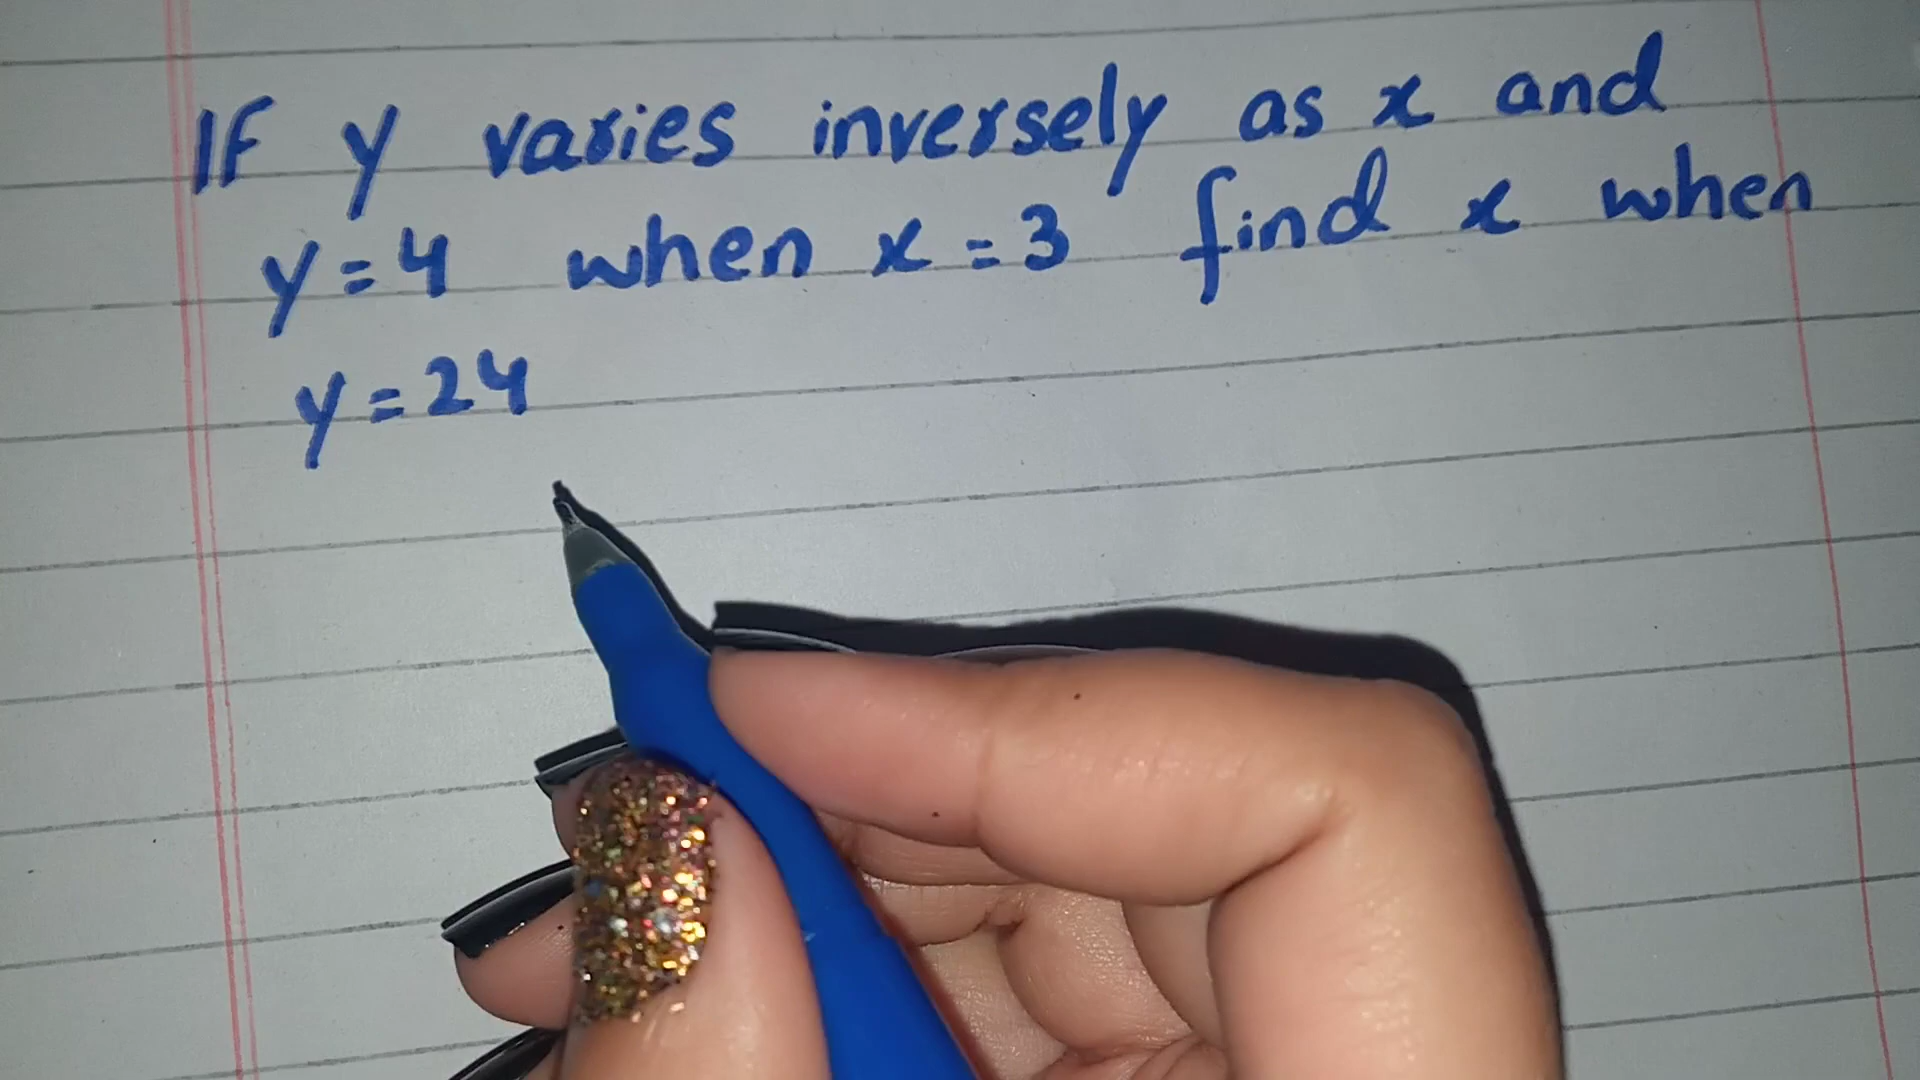 If y varies inversely as x and
y = 4 when x = 3 find x when
y = 24